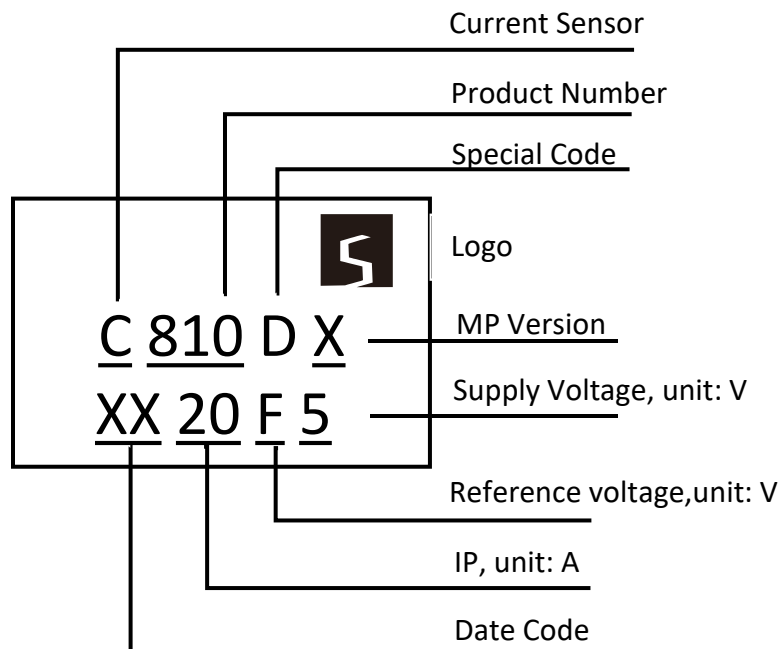 Current Sensor
Product Number
Special Code
Logo
C 810 D X
MP Version
XX 20 F 5
Supply Voltage, unit: V
Reference voltage,unit: V
IP, unit: A
Date Code